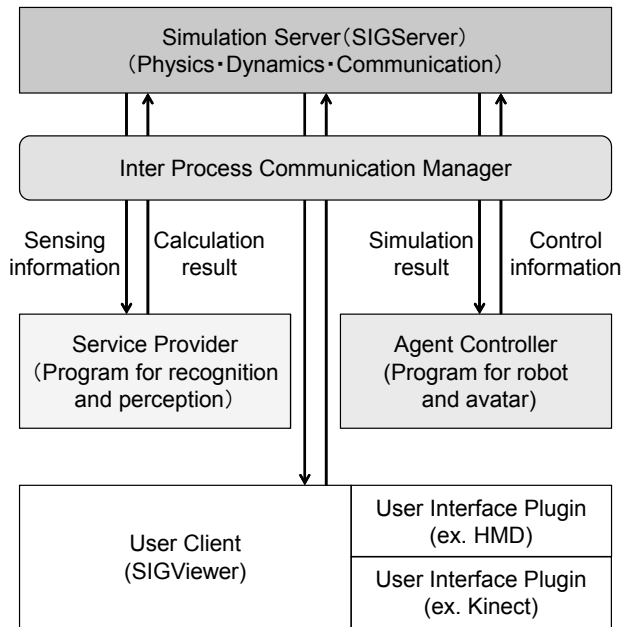 Simulation Server（SIGServer）
（Physics・Dynamics・Communication）
Inter Process Communication Manager
Sensing
information
Calculation
result
Simulation
result
Control
information
Service Provider
（Program for recognition
and perception）
Agent Controller
(Program for robot
and avatar)
User Client
(SIGViewer)
User Interface Plugin
(ex. HMD)
User Interface Plugin
(ex. Kinect)